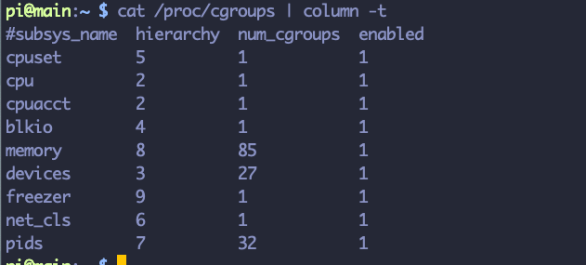 pi@main:~ $ cat /proc/cgroups | column -t
#subsys_name  hierarchy  num_cgroups  enabled
cpuset        5          1            1
cpu           2          1            1
cpuacct       2          1            1
blkio         4          1            1
memory        8          85           1
devices       3          27           1
freezer       9          1            1
net_cls       6          1            1
pids          7          32           1
pi@main:~ $